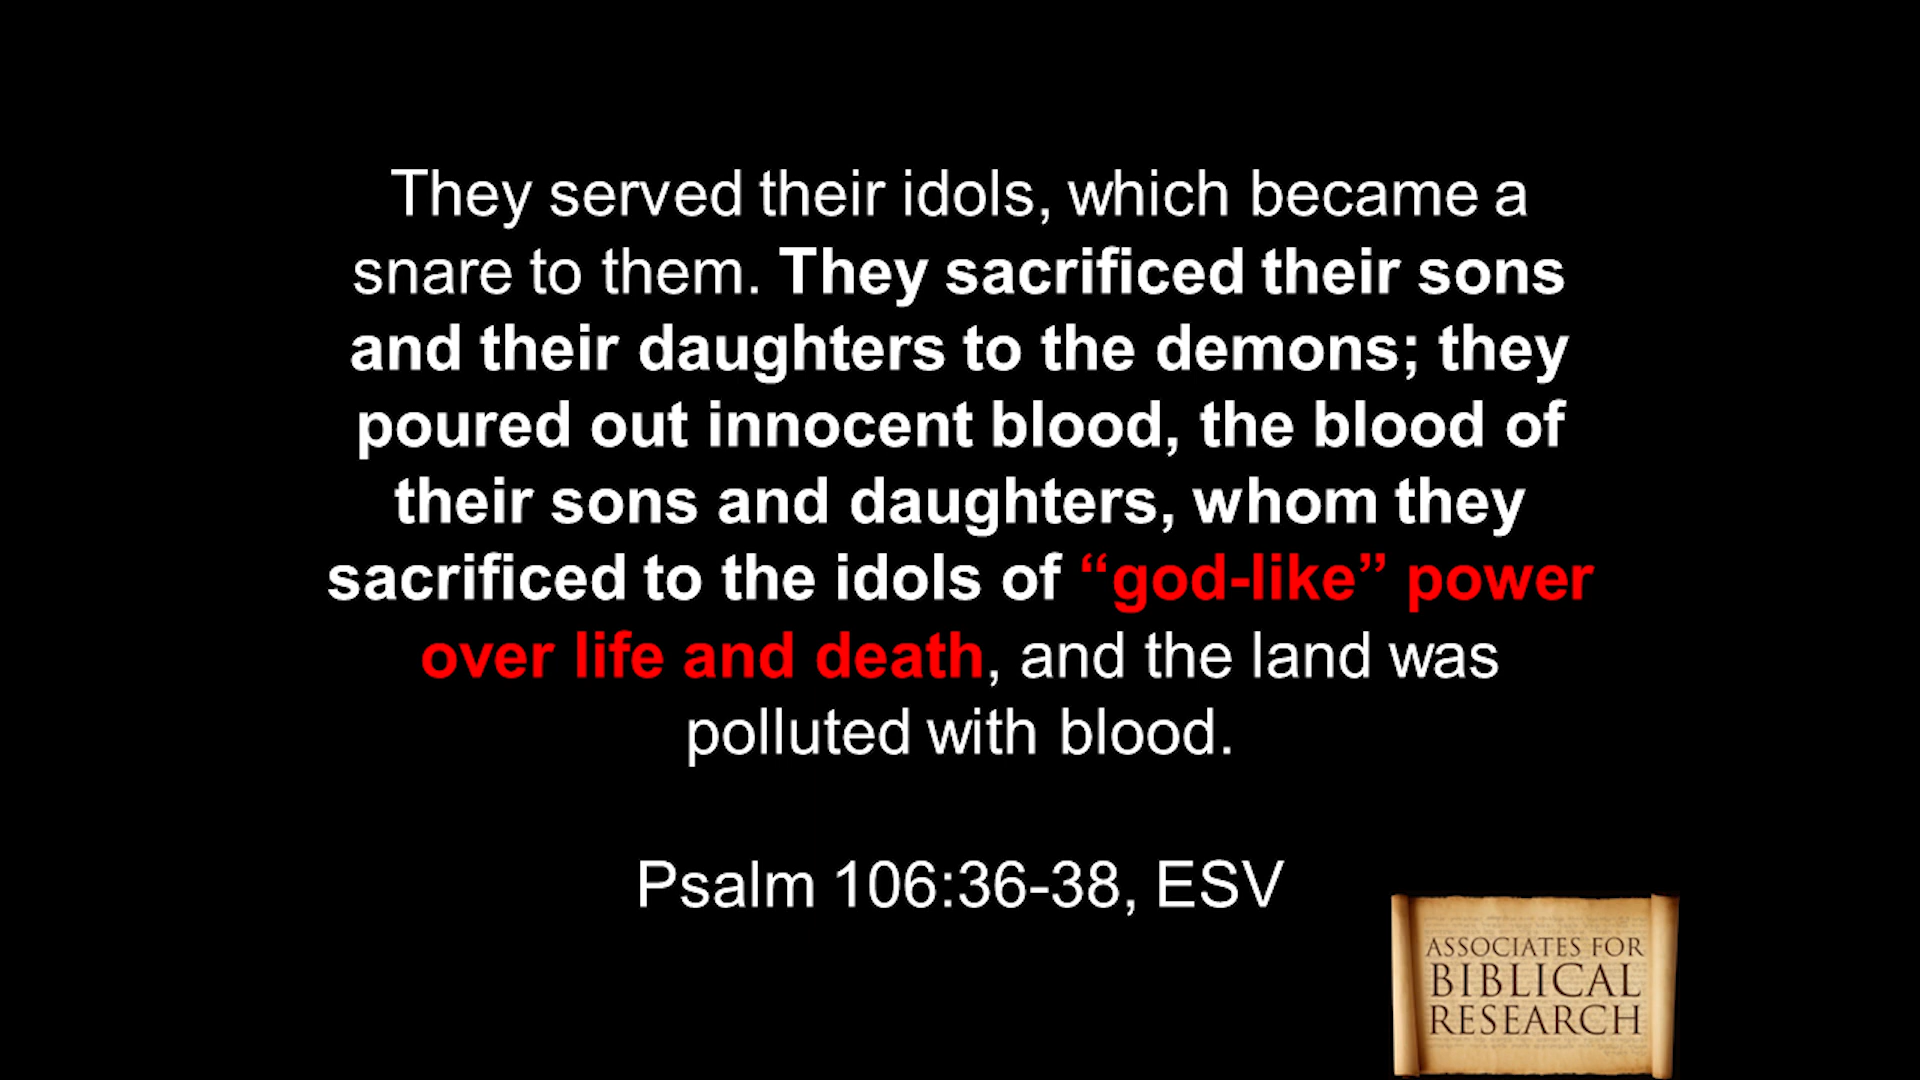 They served their idols, which became a
snare to them. They sacrificed their sons
and their daughters to the demons; they
poured out innocent blood, the blood of
their sons and daughters, whom they
sacrificed to the idols of “god-like” power
over life and death, and the land was
polluted with blood.
Psalm 106:36-38, ESV
ASSOCIATES FOR
BIBLICAL
RESEARCH